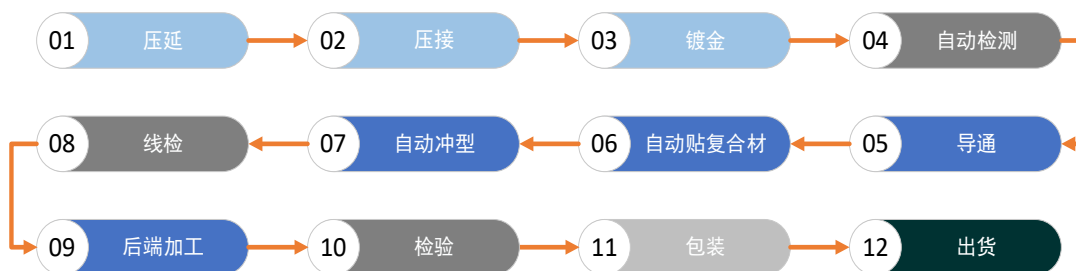 01 压延
02 压接
03 镀金
04 自动检测
05 导通
06 自动贴复合材
07 自动冲型
08 线检
09 后端加工
10 检验
11 包装
12 出货